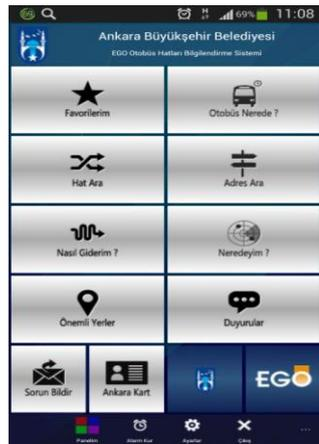 69% 11:08
Ankara Büyükşehir Belediyesi
EGO Otobüs Hatları Bilgilendirme Sistemi
Favorilerim
Otobüs Nerede ?
Hat Ara
Adres Ara
Nasıl Giderim ?
Neredeyim ?
Önemli Yerler
Duyurular
Sorun Bildir
Ankara Kart
EGO
Panelim
Alarm Kur
Ayarlar
Çıkış
...